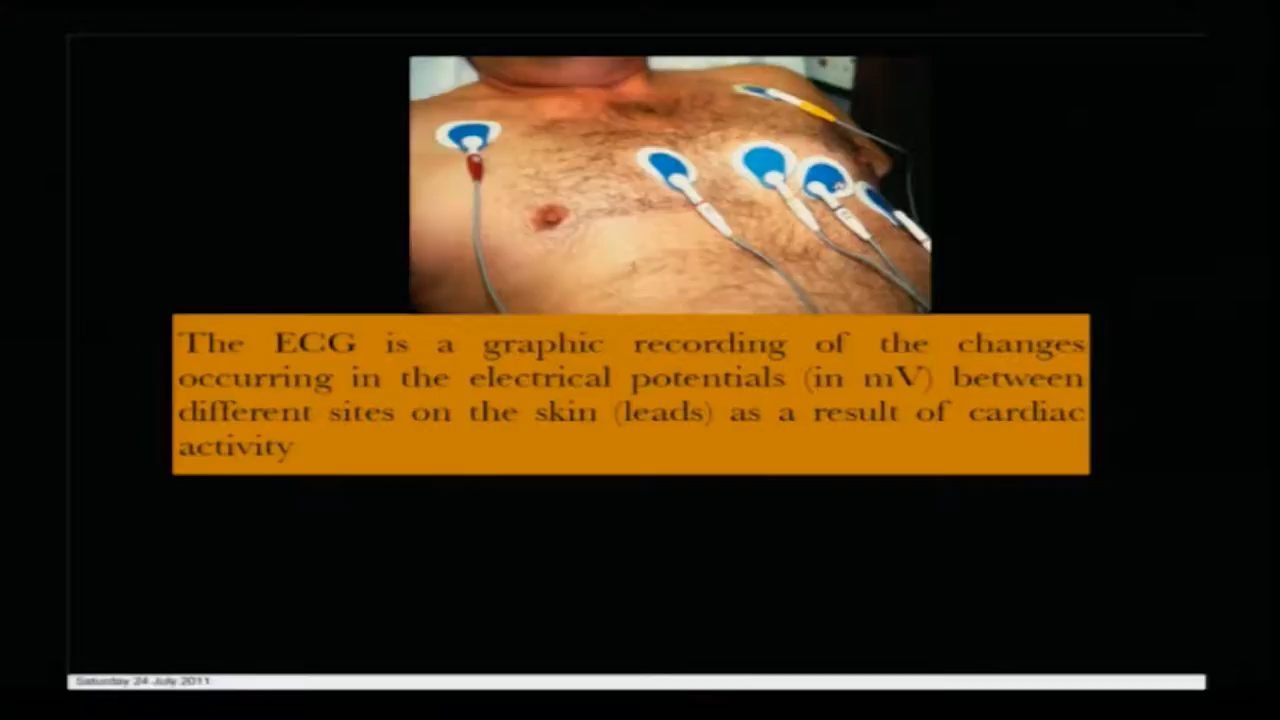 The ECG is a graphic recording of the changes
occurring in the electrical potentials (in mV) between
different sites on the skin (leads) as a result of cardiac
activity
Saturday 24 July 2011